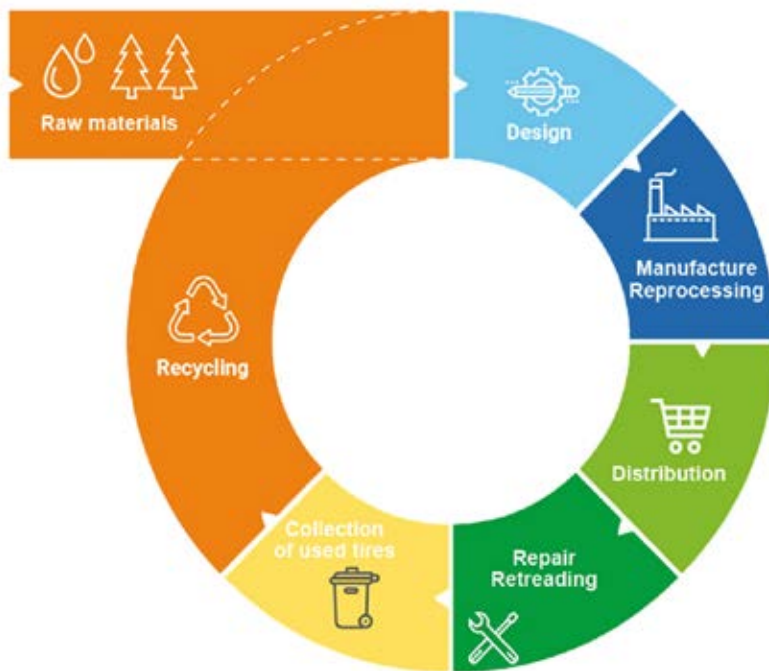 Raw materials
Design
Manufacture
Reprocessing
Distribution
Repair
Retreading
Collection
of used tires
Recycling